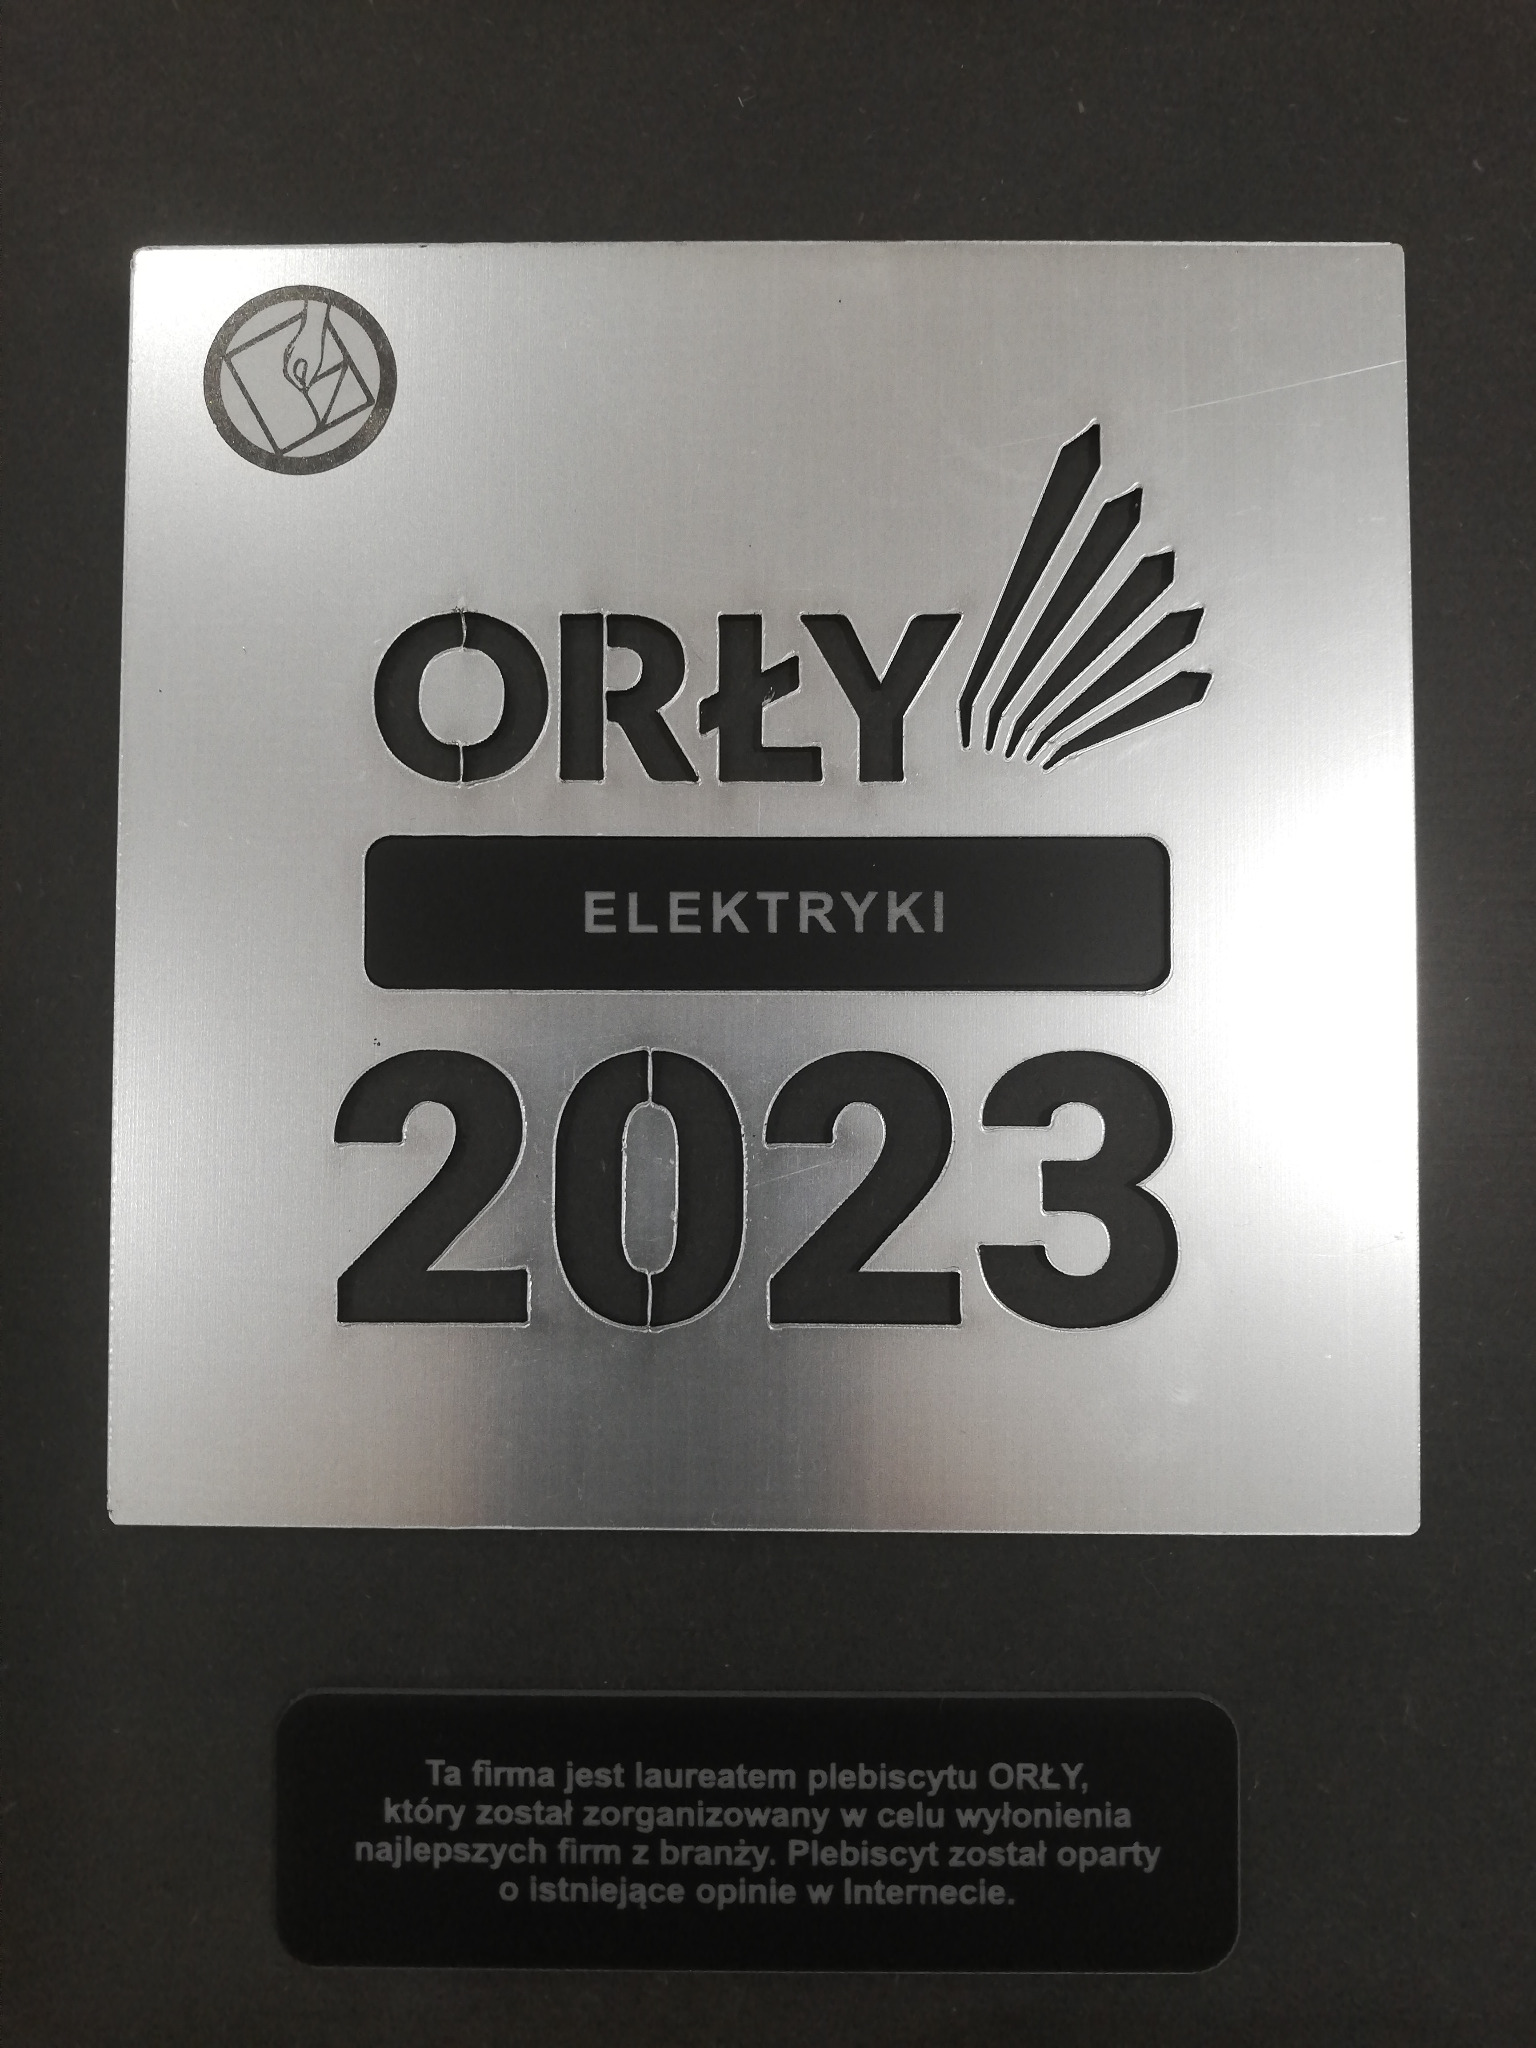 ORŁY
ELEKTRYKI
2023
Ta firma jest laureatem plebiscytu ORŁY,
który został zorganizowany w celu wyłonienia
najlepszych firm z branży. Plebiscyt został oparty
o istniejące opinie w Internecie.